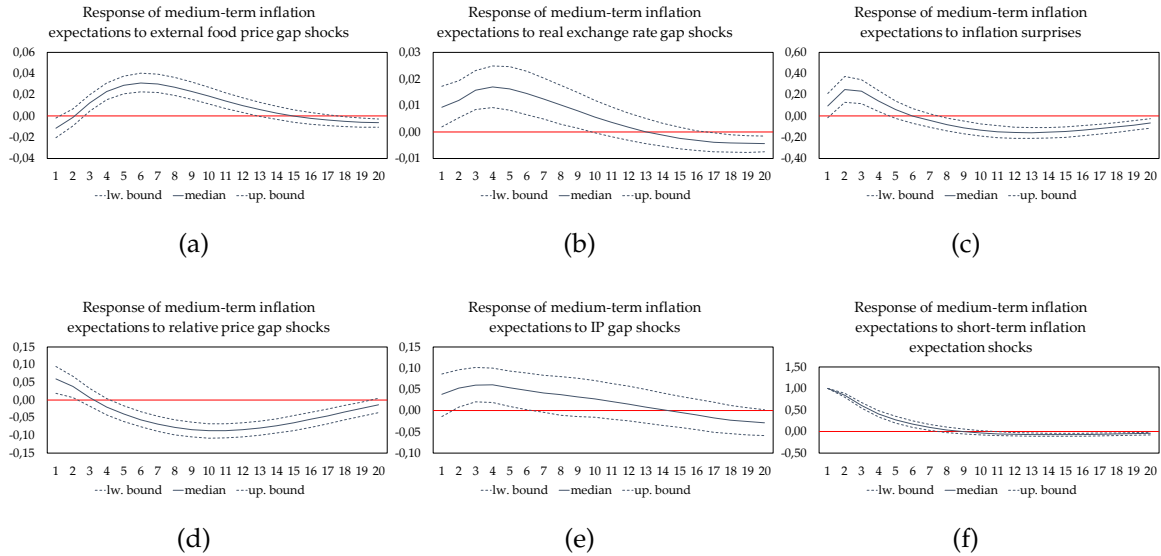 Response of medium-term inflation
expectations to external food price gap shocks
0,06
0,04
0,02
0,00
-0,02
-0,04
1 2 3 4 5 6 7 8 9 10 11 12 13 14 15 16 17 18 19 20
lw. bound median up. bound
(a)
Response of medium-term inflation
expectations to real exchange rate gap shocks
0,03
0,02
0,01
0,00
-0,01
1 2 3 4 5 6 7 8 9 10 11 12 13 14 15 16 17 18 19 20
lw. bound median up. bound
(b)
Response of medium-term inflation
expectations to inflation surprises
0,60
0,40
0,20
0,00
-0,20
-0,40
1 2 3 4 5 6 7 8 9 10 11 12 13 14 15 16 17 18 19 20
lw. bound median up. bound
(c)
Response of medium-term inflation
expectations to relative price gap shocks
0,15
0,10
0,05
0,00
-0,05
-0,10
-0,15
1 2 3 4 5 6 7 8 9 10 11 12 13 14 15 16 17 18 19 20
lw. bound median up. bound
(d)
Response of medium-term inflation
expectations to IP gap shocks
0,15
0,10
0,05
0,00
-0,05
-0,10
1 2 3 4 5 6 7 8 9 10 11 12 13 14 15 16 17 18 19 20
lw. bound median up. bound
(e)
Response of medium-term inflation
expectations to short-term inflation
expectation shocks
1,50
1,00
0,50
0,00
-0,50
1 2 3 4 5 6 7 8 9 10 11 12 13 14 15 16 17 18 19 20
lw. bound median up. bound
(f)